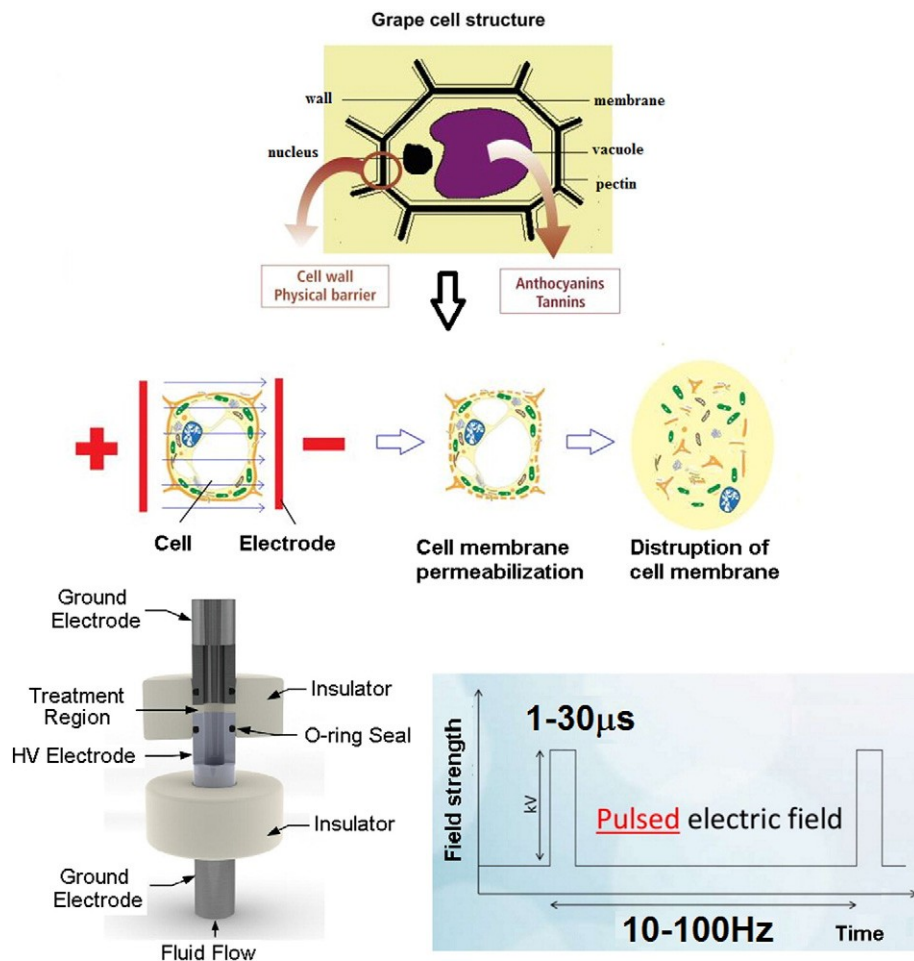 Grape cell structure
wall
membrane
nucleus
vacuole
pectin
Cell wall
Physical barrier
Anthocyanins
Tannins
Cell
Electrode
Cell membrane
permeabilization
Distruption of
cell membrane
Ground
Electrode
Treatment
Region
HV Electrode
Insulator
O-ring Seal
Insulator
Ground
Electrode
Fluid Flow
Field strength
1-30μs
kV
Pulsed electric field
10-100Hz
Time